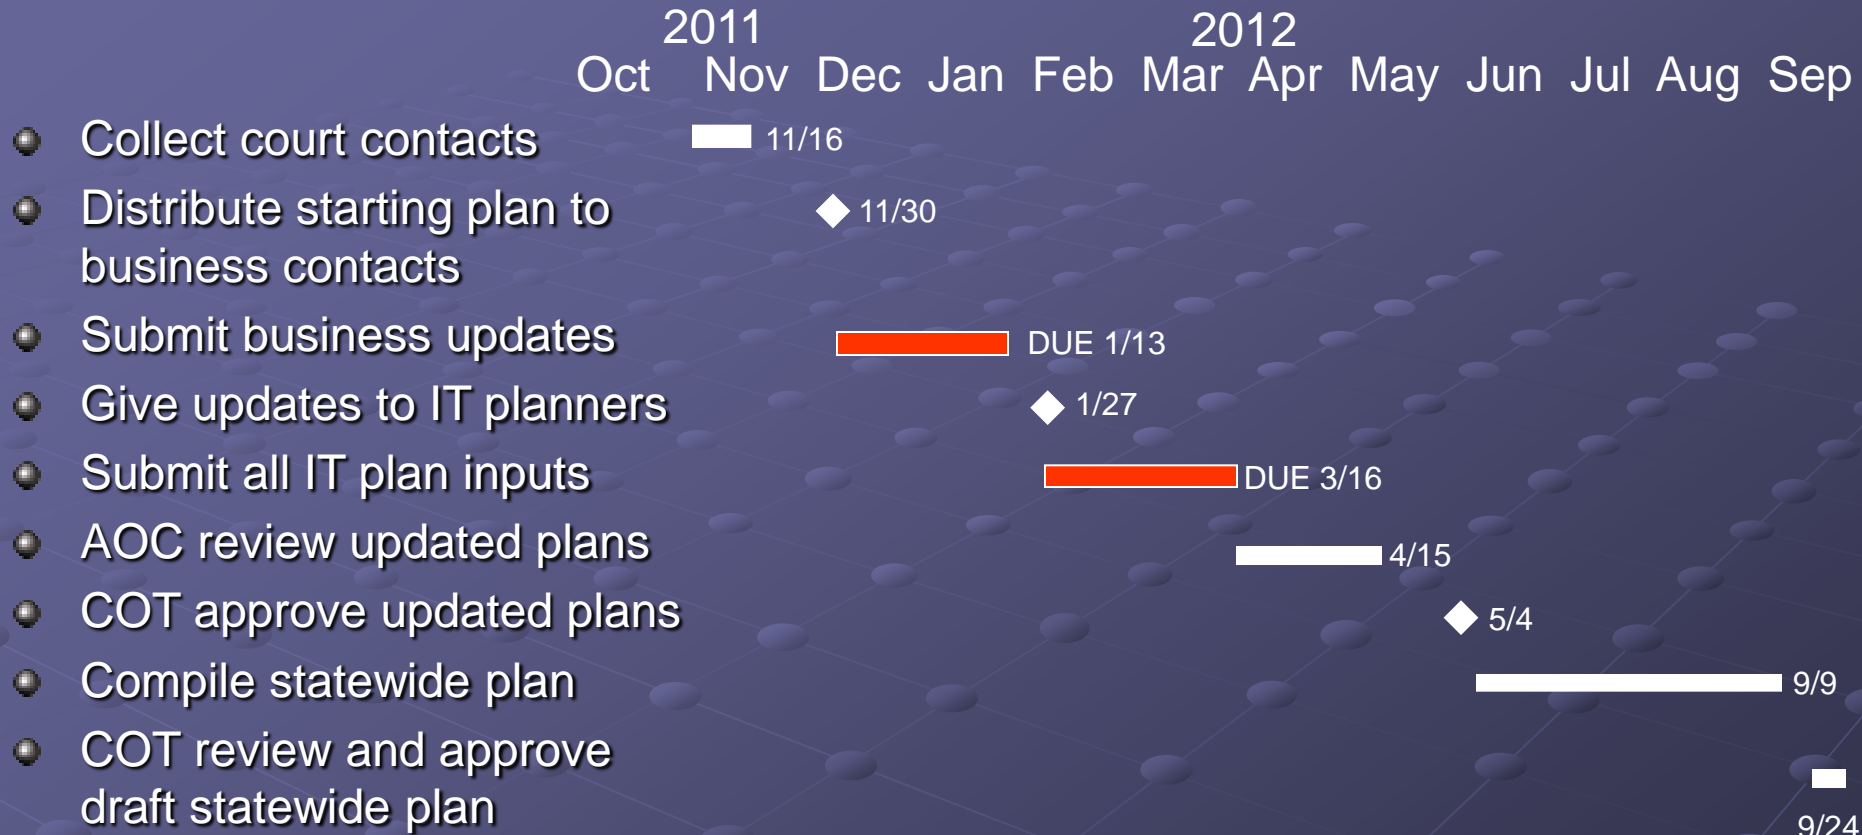 2011 2012
Oct Nov Dec Jan Feb Mar Apr May Jun Jul Aug Sep
Collect court contacts 11/16
Distribute starting plan to 11/30
business contacts
Submit business updates DUE 1/13
Give updates to IT planners 1/27
Submit all IT plan inputs DUE 3/16
AOC review updated plans 4/15
COT approve updated plans 5/4
Compile statewide plan 9/9
COT review and approve
draft statewide plan 9/24